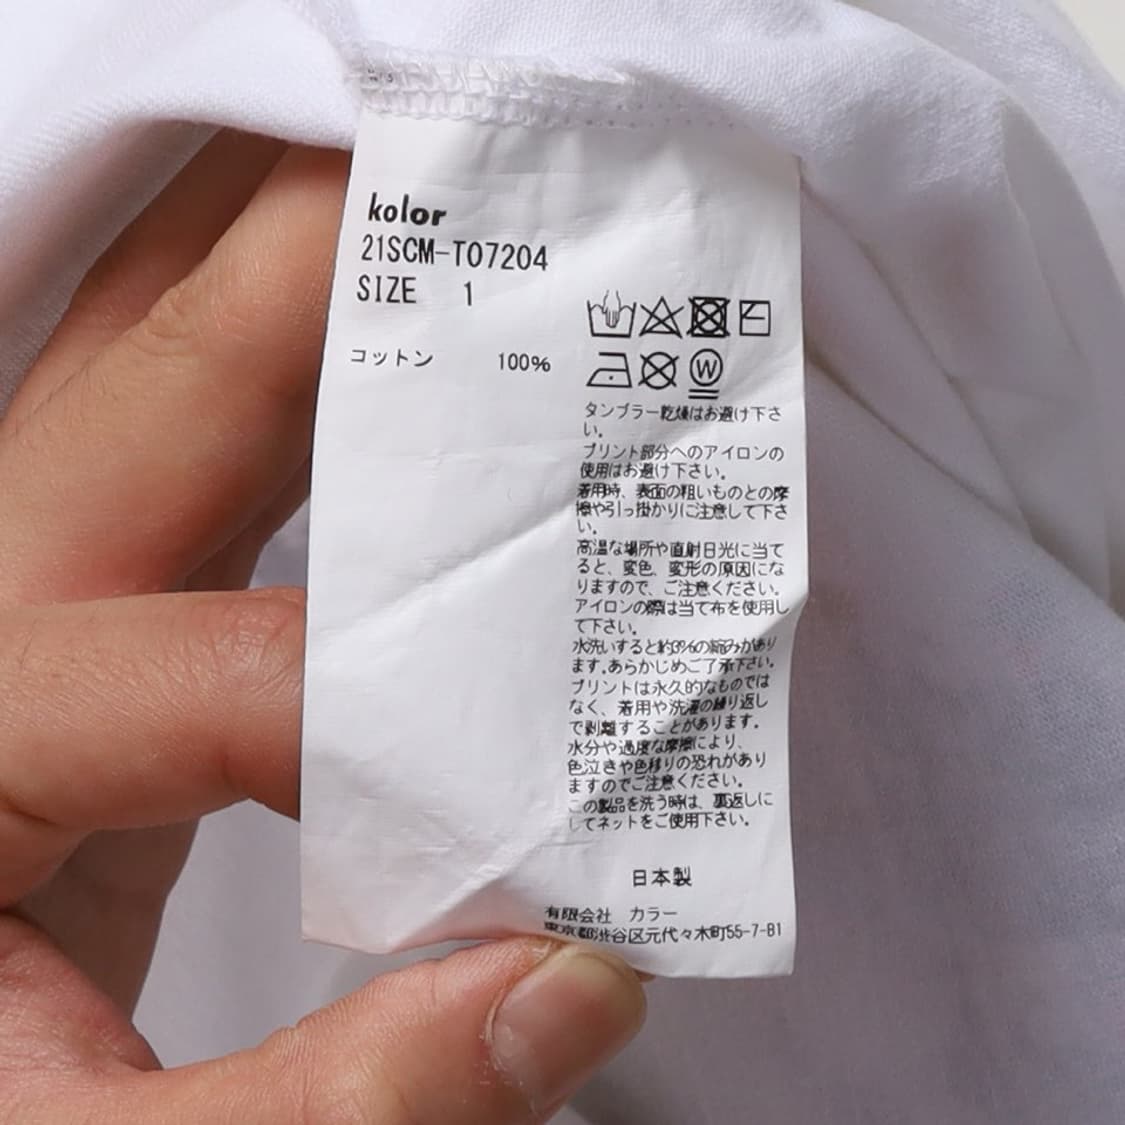 kolor
21SCM-T07204
SIZE 1
コットン 100%
W
タンブラー乾燥はお避け下さ
い。
プリント部分へのアイロンの
使用はお避け下さい。
着用時、表面の粗いものとの摩
擦や引っ掛かりに注意して下さ
い。
高温な場所や直射日光に当て
ると、変色、変形の原因にな
りますので、ご注意ください。
アイロンの際は当て布を使用し
て下さい。
水洗いすると約3%の縮みがあり
ます。あらかじめご了承下さい。
プリントは永久的なものでは
なく、着用や洗濯の繰り返し
で剥離することがあります。
水分や過度な摩擦により、
色泣きや色移りの恐れがあり
ますのでご注意ください。
この製品を洗う時は、裏返しに
してネットをご使用下さい。
日本製
有限会社 カラー
東京都渋谷区元代々木町55-7-B1